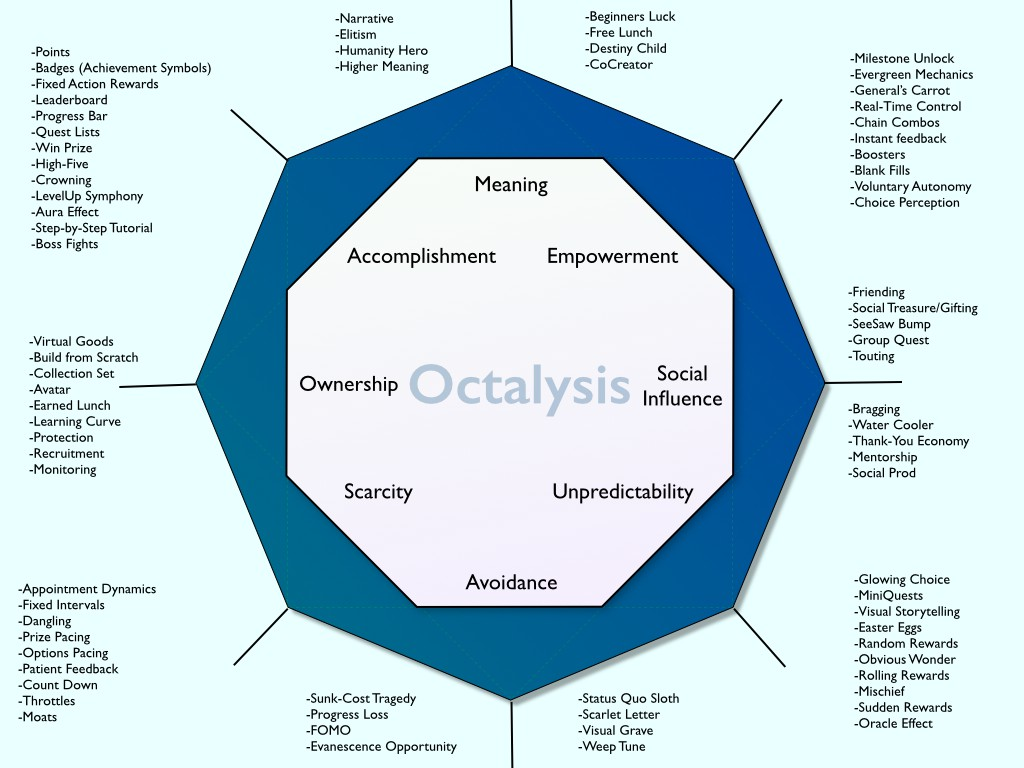 -Narrative
-Elitism
-Humanity Hero
-Higher Meaning
-Beginners Luck
-Free Lunch
-Destiny Child
-CoCreator
-Points
-Badges (Achievement Symbols)
-Fixed Action Rewards
-Leaderboard
-Progress Bar
-Quest Lists
-Win Prize
-High-Five
-Crowning
-LevelUp Symphony
-Aura Effect
-Step-by-Step Tutorial
-Boss Fights
-Milestone Unlock
-Evergreen Mechanics
-General's Carrot
-Real-Time Control
-Chain Combos
-Instant feedback
-Boosters
-Blank Fills
-Voluntary Autonomy
-Choice Perception
Meaning
Accomplishment
Empowerment
Ownership
Octalysis
Social
Influence
Scarcity
Unpredictability
Avoidance
-Virtual Goods
-Build from Scratch
-Collection Set
-Avatar
-Earned Lunch
-Learning Curve
-Protection
-Recruitment
-Monitoring
-Friending
-Social Treasure/Gifting
-SeeSaw Bump
-Group Quest
-Touting
-Bragging
-Water Cooler
-Thank-You Economy
-Mentorship
-Social Prod
-Appointment Dynamics
-Fixed Intervals
-Dangling
-Prize Pacing
-Options Pacing
-Patient Feedback
-Count Down
-Throttles
-Moats
-Sunk-Cost Tragedy
-Progress Loss
-FOMO
-Evanescence Opportunity
-Status Quo Sloth
-Scarlet Letter
-Visual Grave
-Weep Tune
-Glowing Choice
-MiniQuests
-Visual Storytelling
-Easter Eggs
-Random Rewards
-Obvious Wonder
-Rolling Rewards
-Mischief
-Sudden Rewards
-Oracle Effect